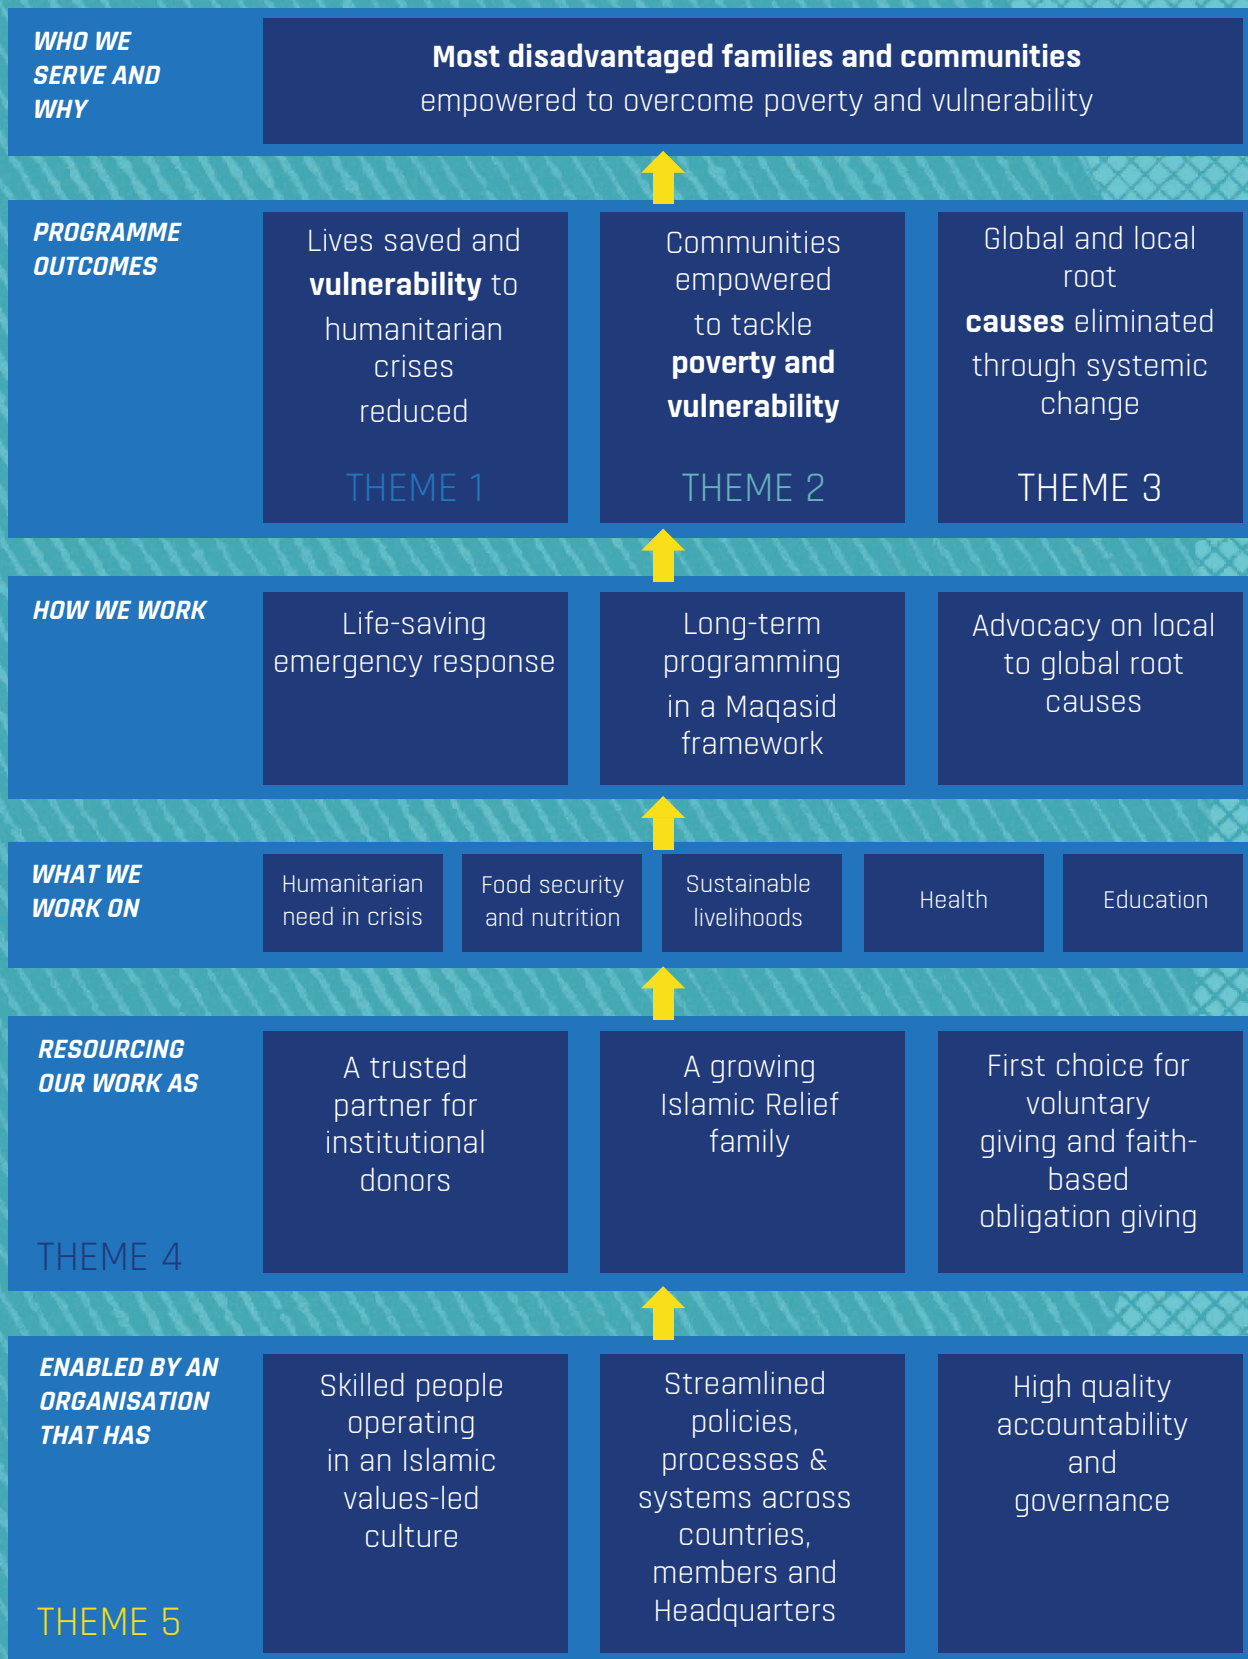 WHO WE
SERVE AND
WHY
Most disadvantaged families and communities
empowered to overcome poverty and vulnerability
PROGRAMME
OUTCOMES
Lives saved and
vulnerability to
humanitarian
crises
reduced
THEME 1
Communities
empowered
to tackle
poverty and
vulnerability
THEME 2
Global and local
root
causes eliminated
through systemic
change
THEME 3
HOW WE WORK
Life-saving
emergency response
Long-term
programming
in a Maqasid
framework
Advocacy on local
to global root
causes
WHAT WE
WORK ON
Humanitarian
need in crisis
Food security
and nutrition
Sustainable
livelihoods
Health
Education
RESOURCING
OUR WORK AS
THEME 4
A trusted
partner for
institutional
donors
A growing
Islamic Relief
family
First choice for
voluntary
giving and faith-
based
obligation giving
ENABLED BY AN
ORGANISATION
THAT HAS
THEME 5
Skilled people
operating
in an Islamic
values-led
culture
Streamlined
policies,
processes &
systems across
countries,
members and
Headquarters
High quality
accountability
and
governance